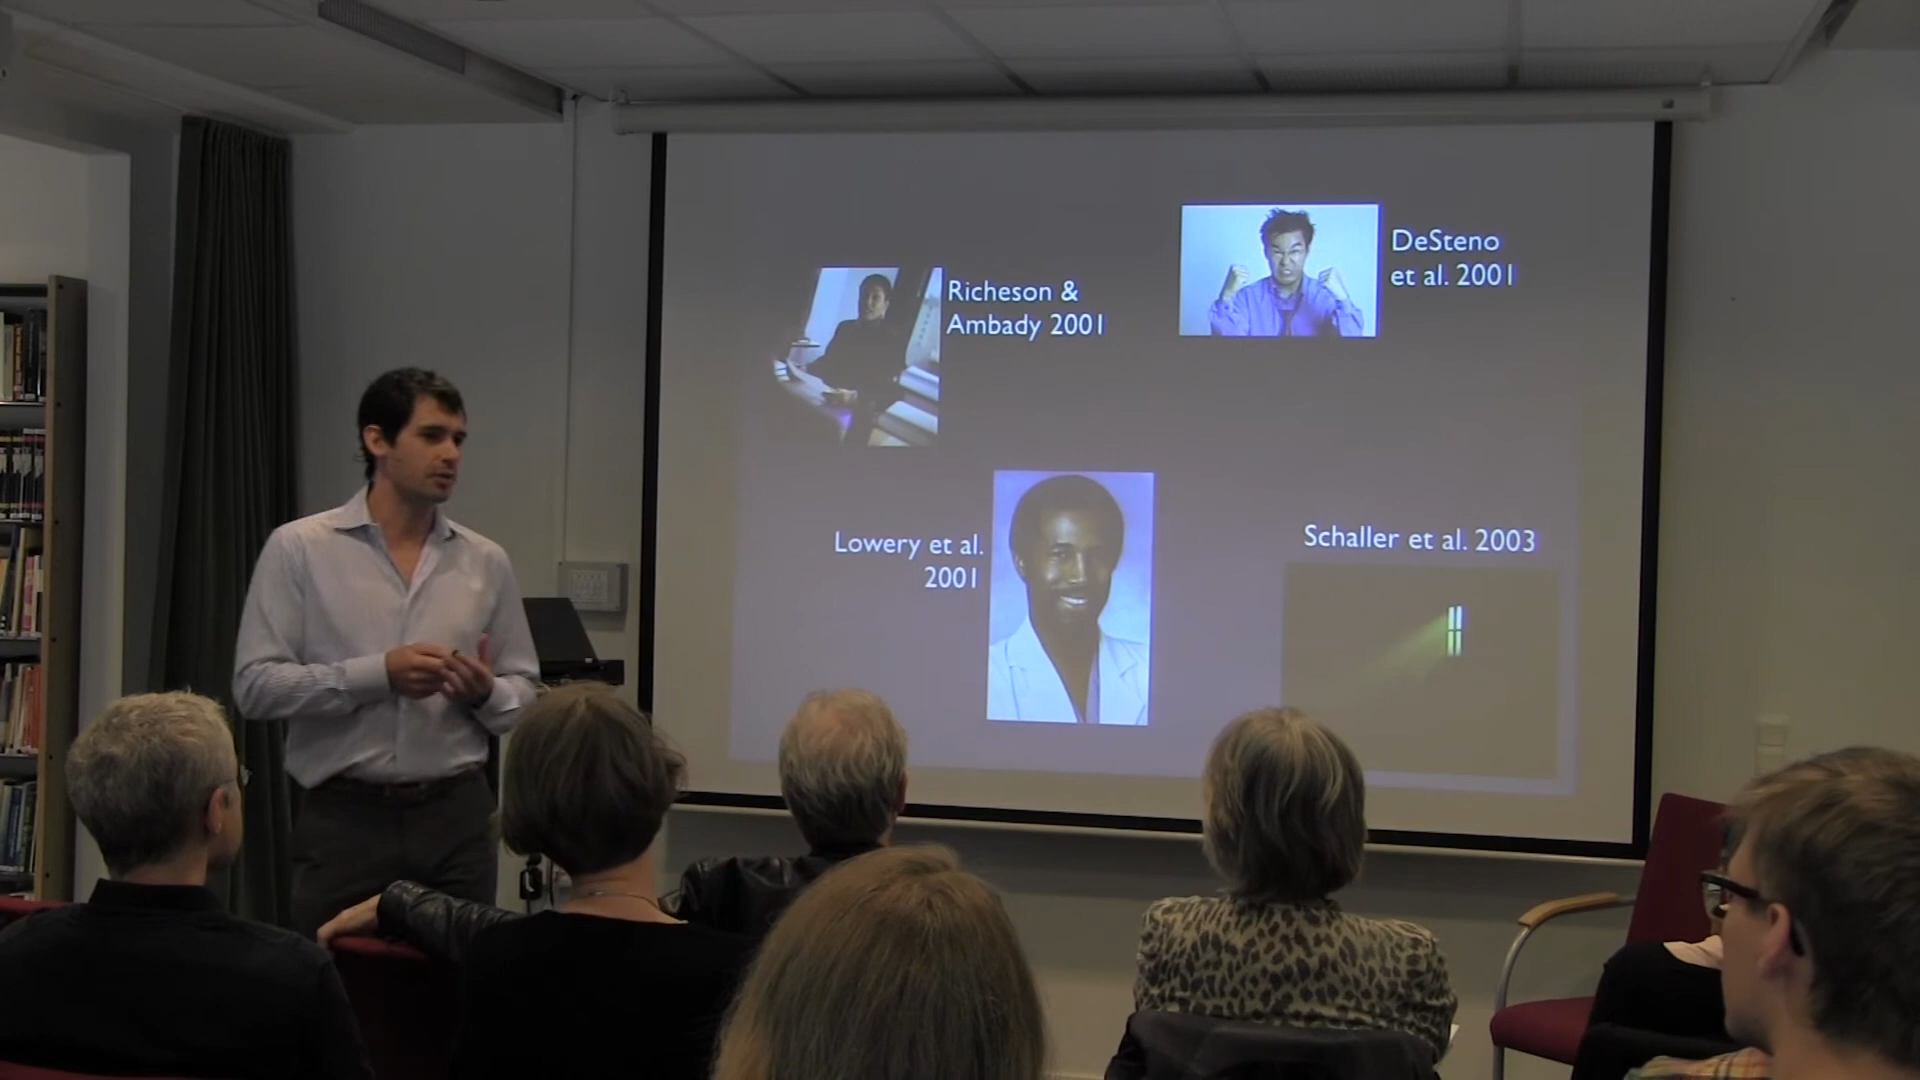 DeSteno
et al. 2001
Richeson &
Ambady 2001
Lowery et al.
2001
Schaller et al. 2003